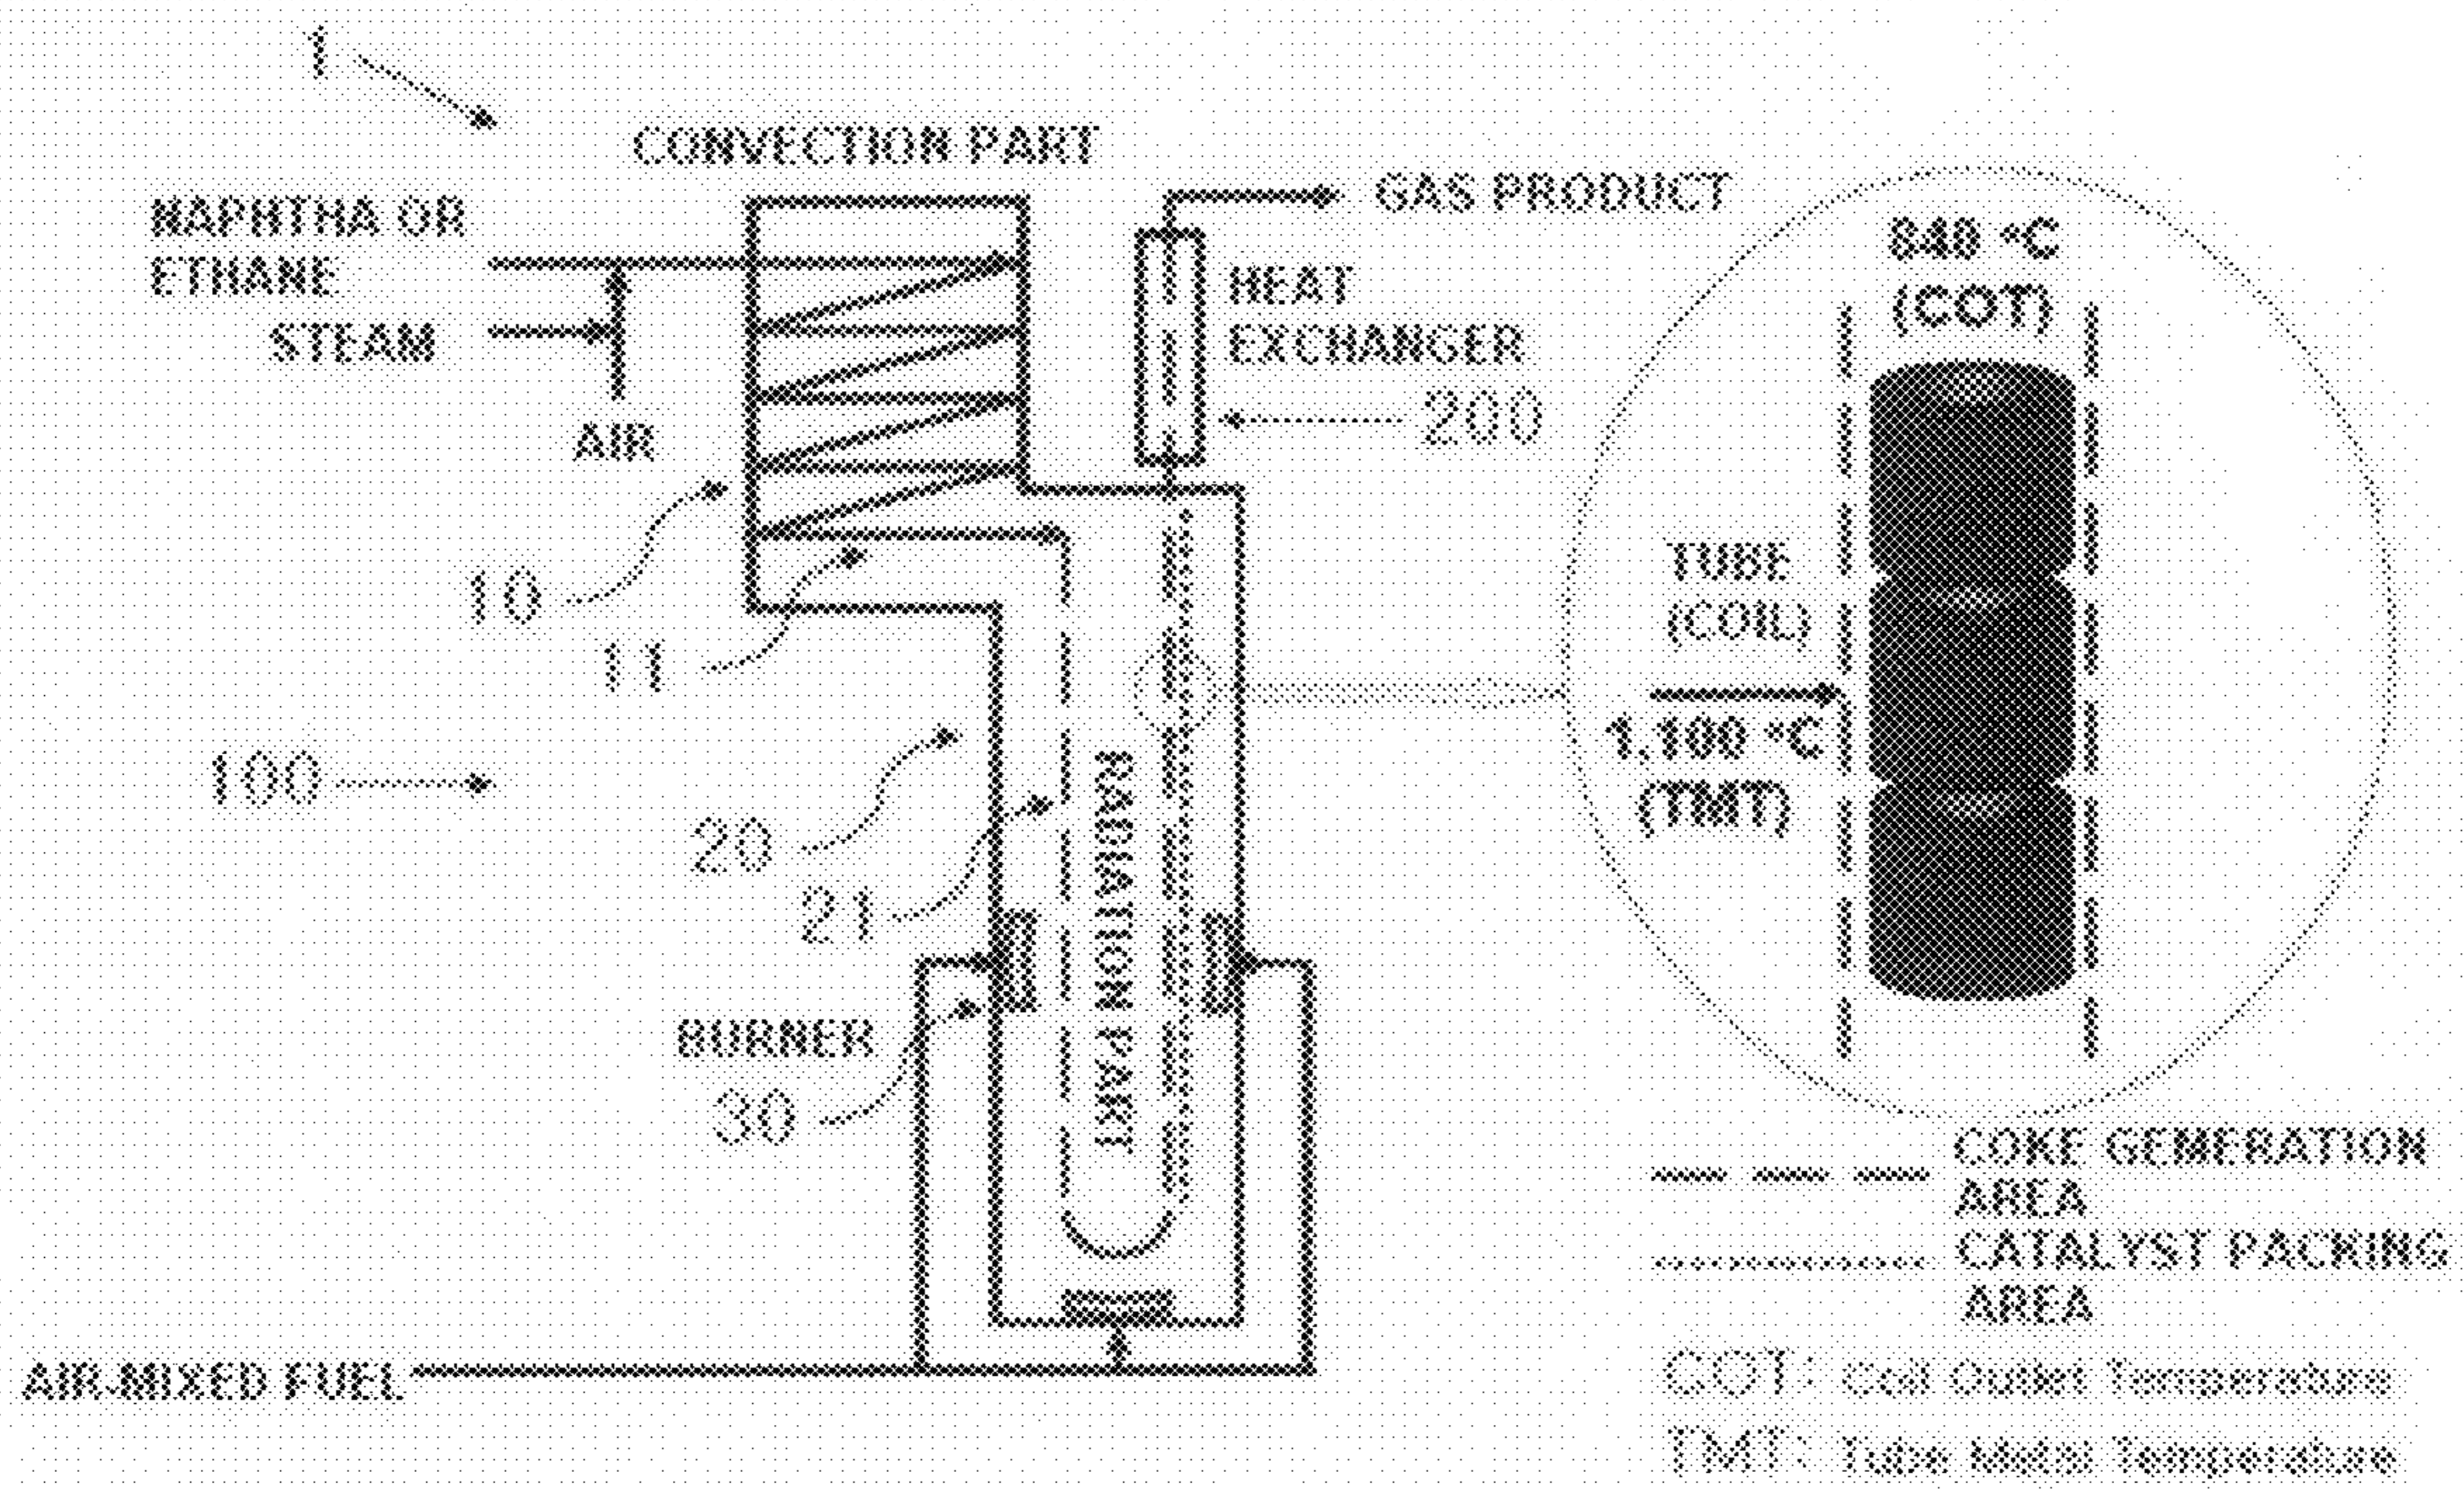 1
CONVECTION PART
NAPHTHA OR
ETHANE
STEAM
AIR
GAS PRODUCT
HEAT
EXCHANGER
200
10
11
100
20
21
RADIATION PART
BURNER
30
AIR-MIXED FUEL
840 °C
(COT)
TUBE
(COIL)
1,100 °C
(TMT)
COKE GEMERATION
AREA
CATALYST PACKING
AREA
COT: Coil Outlet Temperature
TMT: Tube Metal Temperature